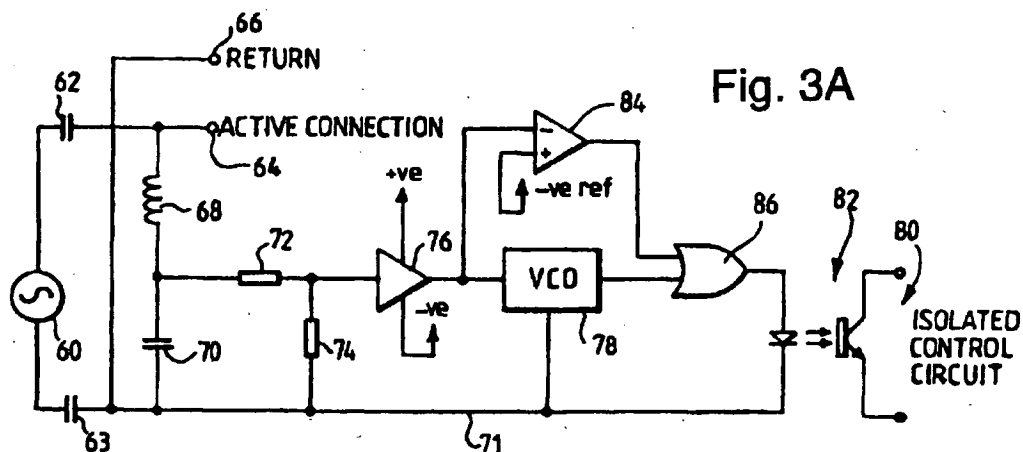 Fig. 3A
66
RETURN
62
ACTIVE CONNECTION
64
68
84
-ve ref
+ve
76
-ve
72
74
VCO
78
86
82
80
ISOLATED
CONTROL
CIRCUIT
60
70
63
71